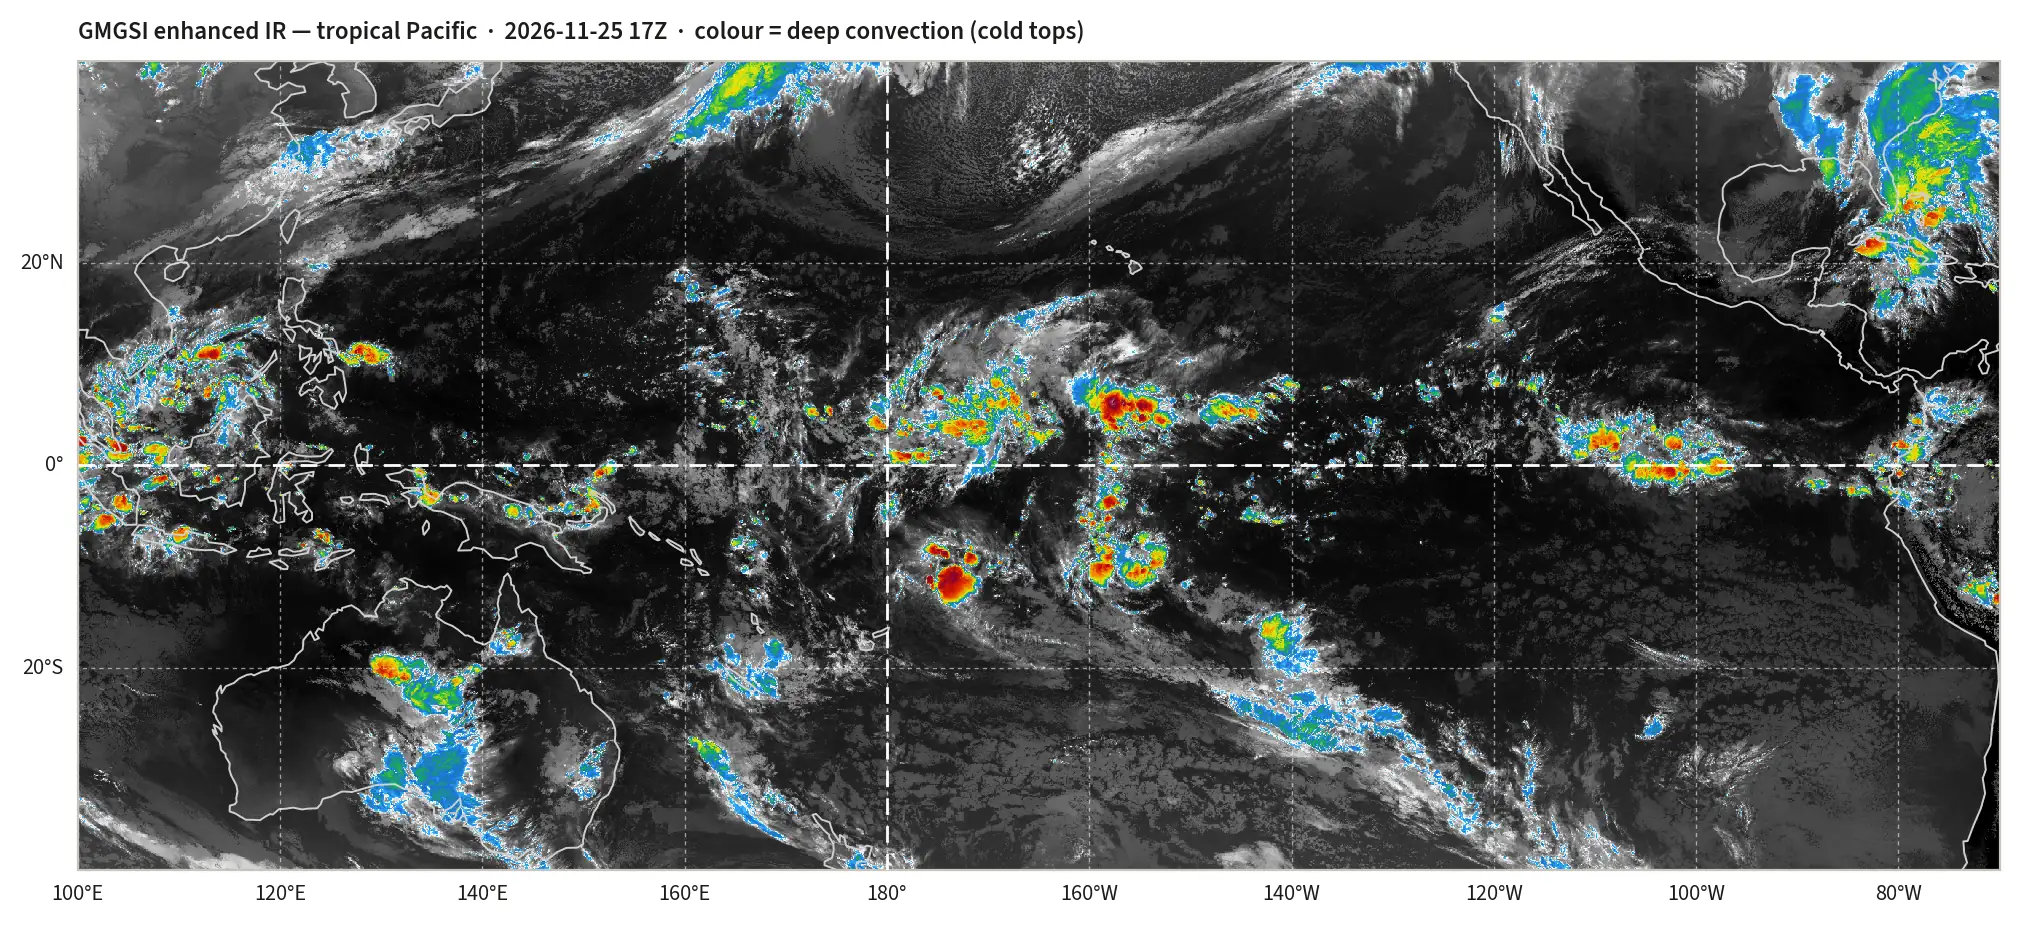 GMGSI enhanced IR — tropical Pacific · 2026-11-25 17Z · colour = deep convection (cold tops)
20°N
0°
20°S
100°E 120°E 140°E 160°E 180° 160°W 140°W 120°W 100°W 80°W